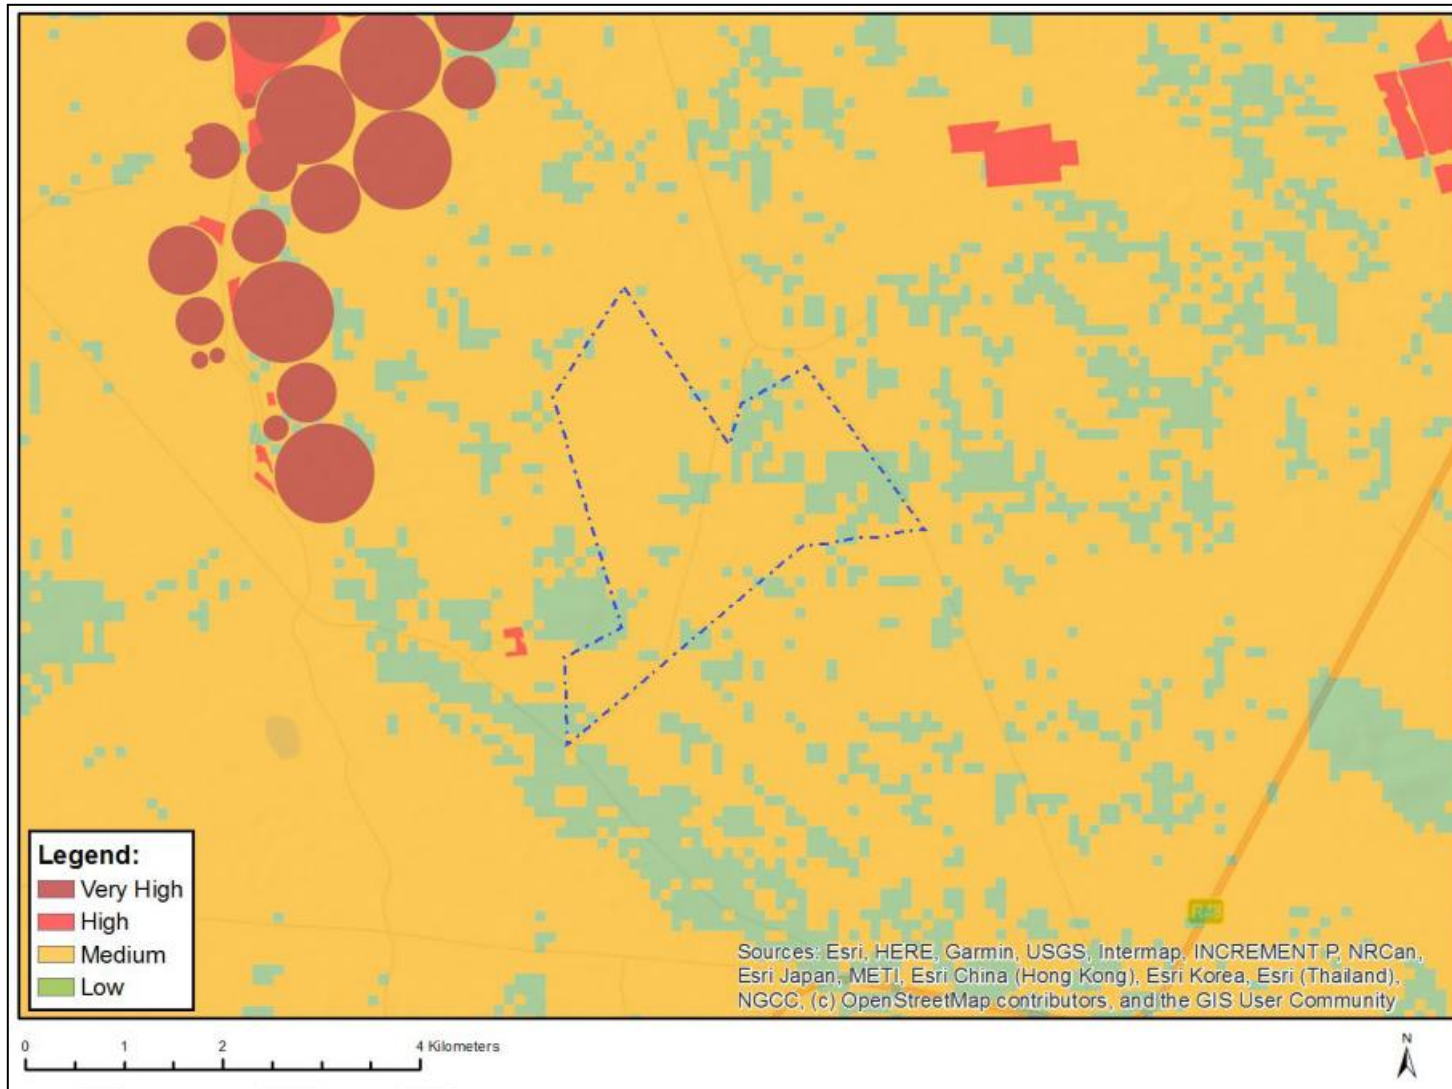 Legend:
Very High
High
Medium
Low
Sources: Esri, HERE, Garmin, USGS, Intermap, INCREMENT P, NRCan,
Esri Japan, METI, Esri China (Hong Kong), Esri Korea, Esri (Thailand),
NGCC, (c) OpenStreetMap contributors, and the GIS User Community
0 1 2 4 Kilometers
N